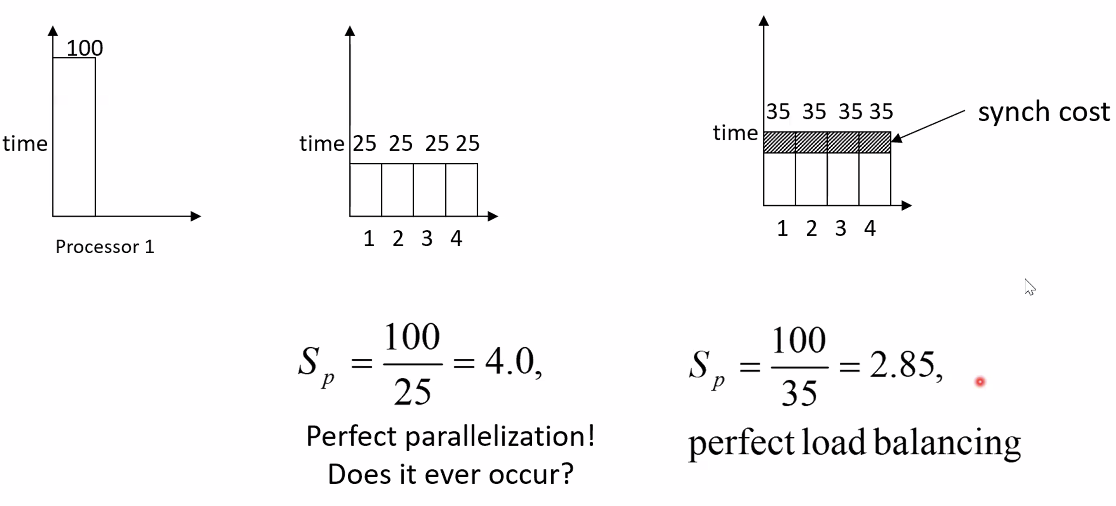 100
time
Processor 1
time 25 25 25 25
1 2 3 4
S_p = 100/25 = 4.0,
Perfect parallelization!
Does it ever occur?
35 35 35 35
synch cost
time
1 2 3 4
S_p = 100/35 = 2.85,
perfect load balancing